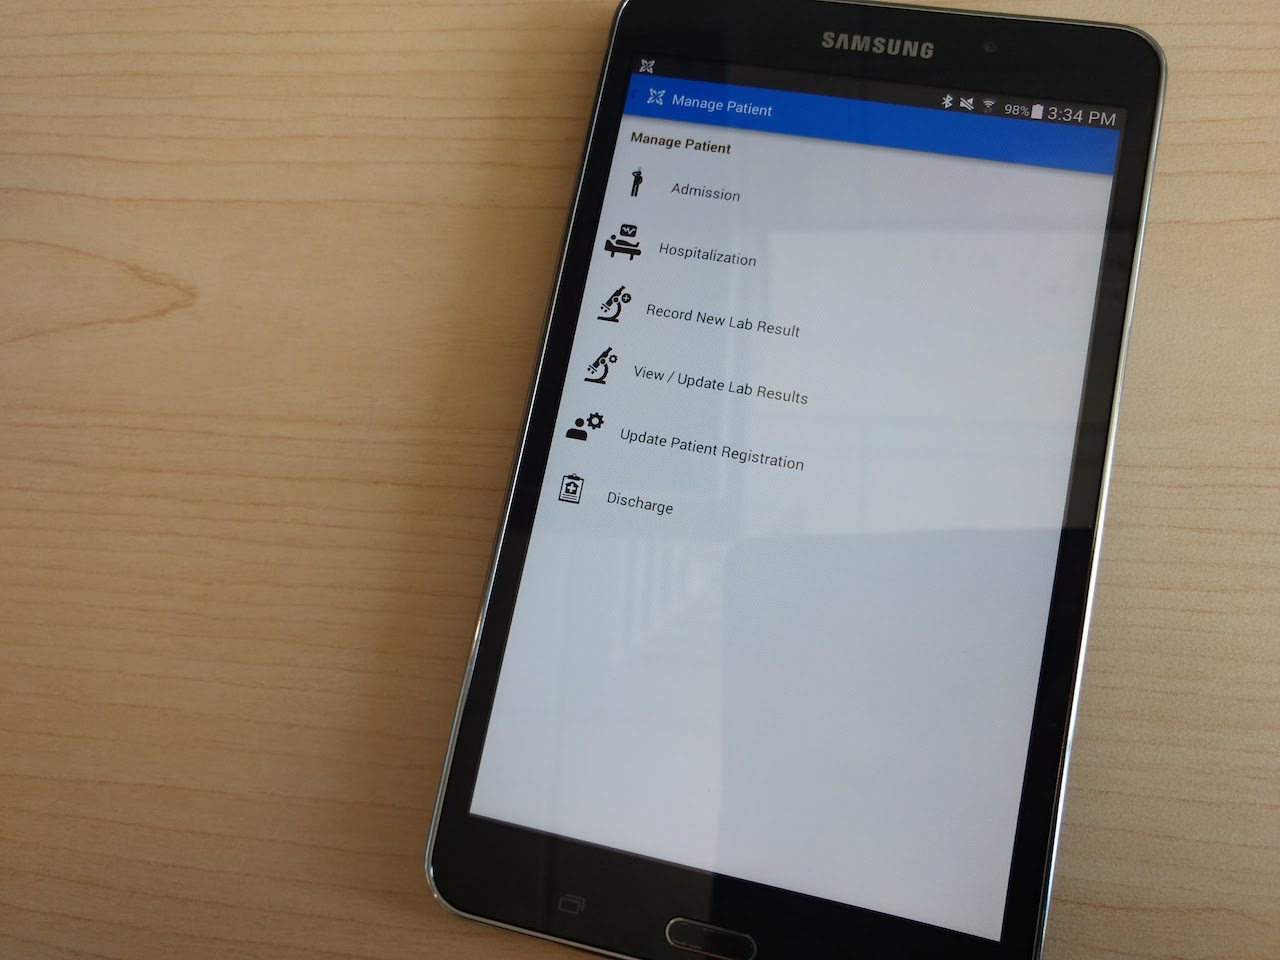 SAMSUNG
98% 3:34 PM
Manage Patient
Manage Patient
Admission
Hospitalization
Record New Lab Result
View / Update Lab Results
Update Patient Registration
Discharge